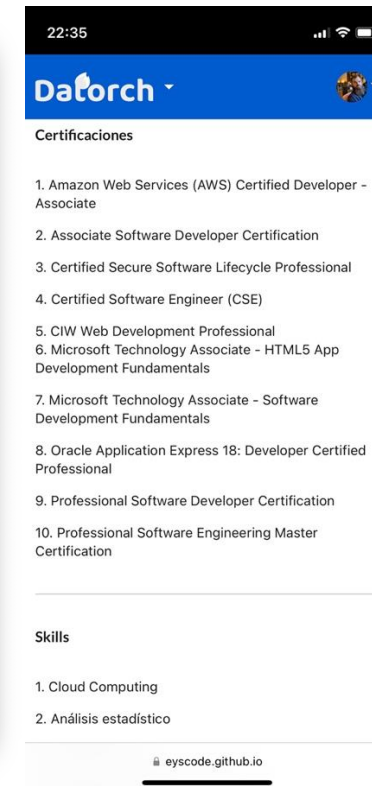 22:35
Datorch
Certificaciones
1. Amazon Web Services (AWS) Certified Developer -
Associate
2. Associate Software Developer Certification
3. Certified Secure Software Lifecycle Professional
4. Certified Software Engineer (CSE)
5. CIW Web Development Professional
6. Microsoft Technology Associate - HTML5 App
Development Fundamentals
7. Microsoft Technology Associate - Software
Development Fundamentals
8. Oracle Application Express 18: Developer Certified
Professional
9. Professional Software Developer Certification
10. Professional Software Engineering Master
Certification
Skills
1. Cloud Computing
2. Análisis estadístico
eyscode.github.io